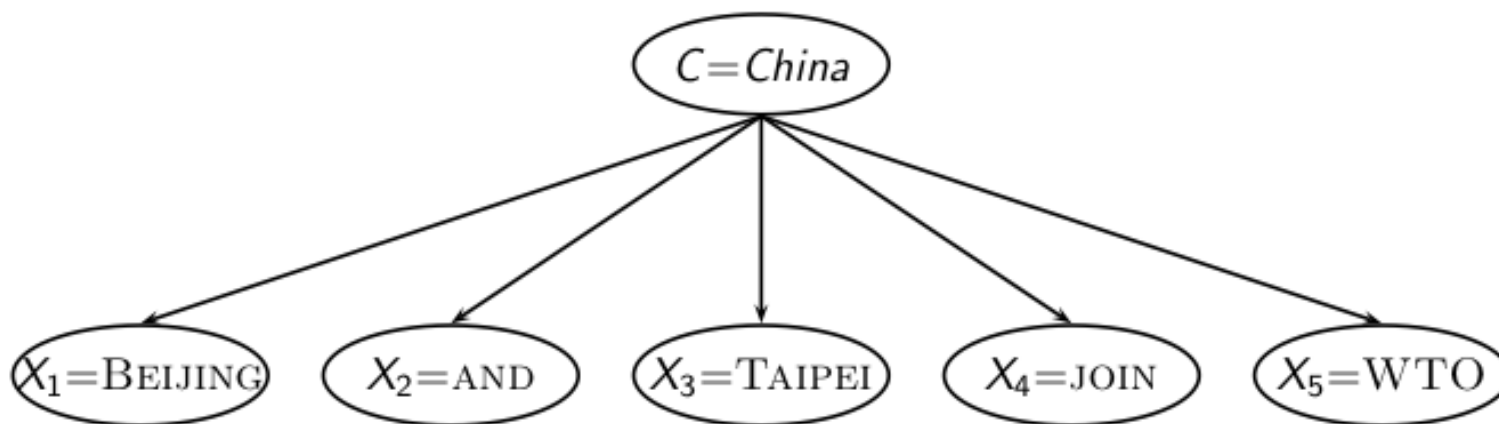 C=China
X1=BEIJING X2=AND X3=TAIPEI X4=JOIN X5=WTO